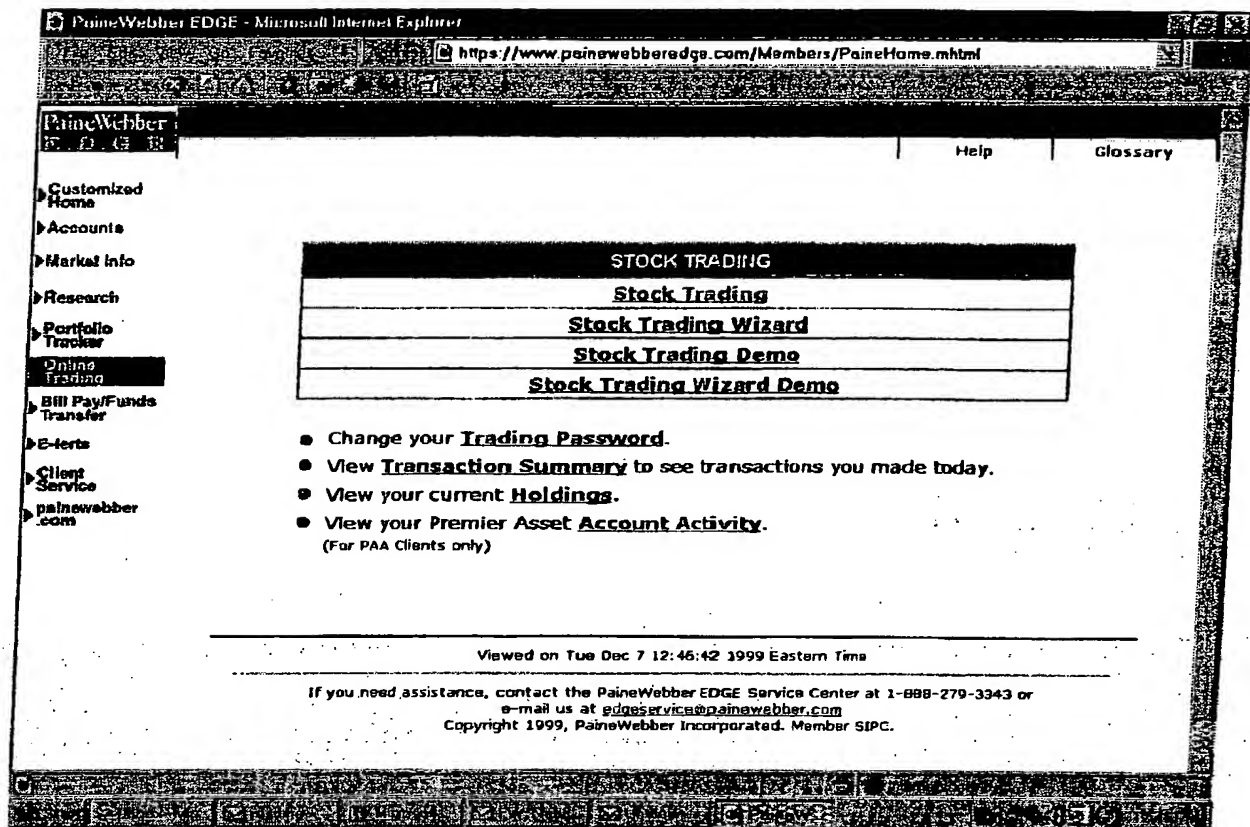 PaineWebber EDGE - Microsoft Internet Explorer
https://www.painewebberedge.com/Members/PaineHome.mhtml
PaineWebber
EDGE
Help
Glossary
Customized
Home
Accounts
Market Info
Research
Portfolio
Tracker
Online
Trading
Bill Pay/Funds
Transfer
E-lerts
Client
Service
painewebber
.com
STOCK TRADING
Stock Trading
Stock Trading Wizard
Stock Trading Demo
Stock Trading Wizard Demo
● Change your Trading Password.
● View Transaction Summary to see transactions you made today.
● View your current Holdings.
● View your Premier Asset Account Activity.
(For PAA Clients only)
Viewed on Tue Dec 7 12:46:42 1999 Eastern Time
If you need assistance, contact the PaineWebber EDGE Service Center at 1-888-279-3343 or
e-mail us at edgeservice@painewebber.com
Copyright 1999, PaineWebber Incorporated. Member SIPC.